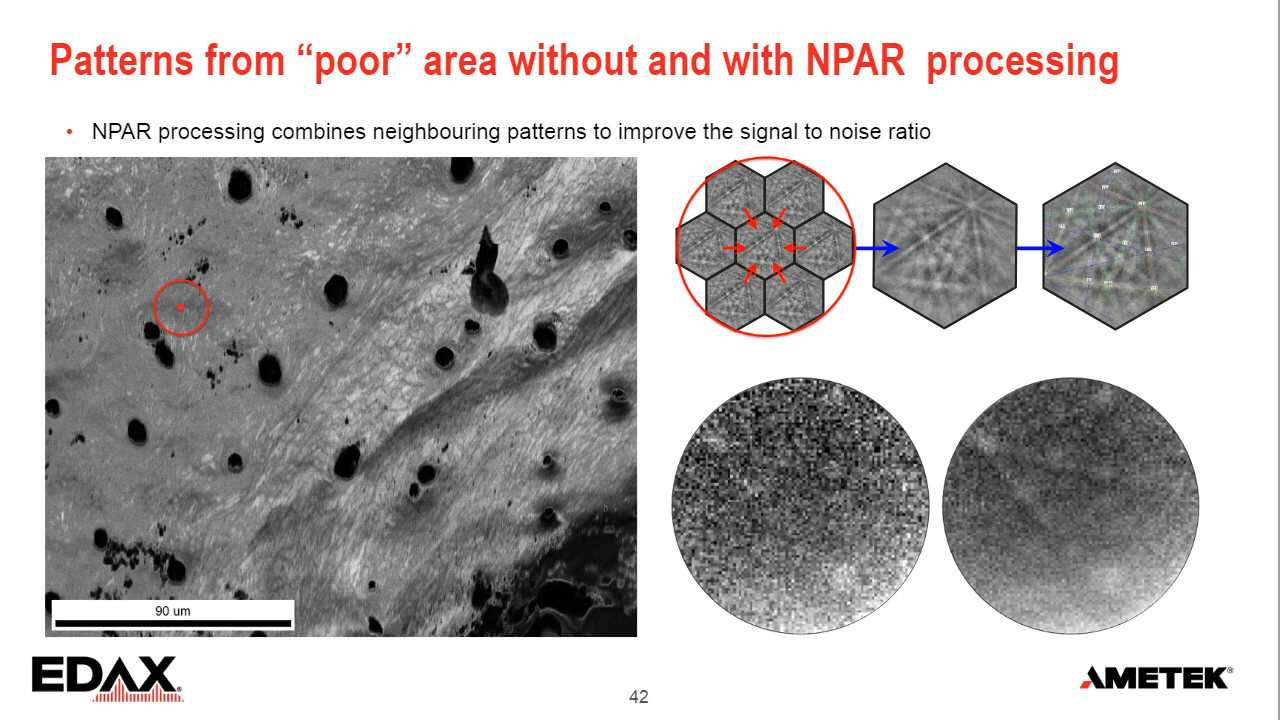 Patterns from “poor” area without and with NPAR  processing
• NPAR processing combines neighbouring patterns to improve the signal to noise ratio
90 um
EDAX®
42
AMETEK®